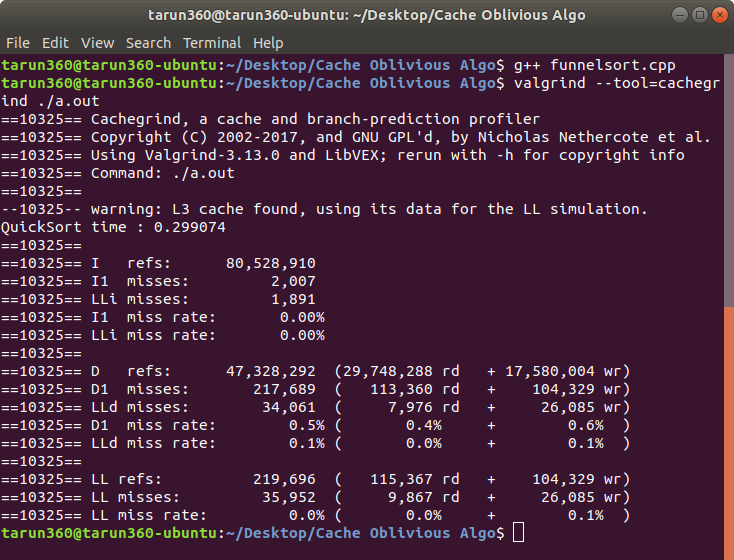 tarun360@tarun360-ubuntu: ~/Desktop/Cache Oblivious Algo
File Edit View Search Terminal Help
tarun360@tarun360-ubuntu:~/Desktop/Cache Oblivious Algo$ g++ funnelsort.cpp
tarun360@tarun360-ubuntu:~/Desktop/Cache Oblivious Algo$ valgrind --tool=cachegr
ind ./a.out
==10325== Cachegrind, a cache and branch-prediction profiler
==10325== Copyright (C) 2002-2017, and GNU GPL'd, by Nicholas Nethercote et al.
==10325== Using Valgrind-3.13.0 and LibVEX; rerun with -h for copyright info
==10325== Command: ./a.out
==10325==
--10325-- warning: L3 cache found, using its data for the LL simulation.
QuickSort time : 0.299074
==10325==
==10325== I   refs:      80,528,910
==10325== I1  misses:         2,007
==10325== LLi misses:         1,891
==10325== I1  miss rate:       0.00%
==10325== LLi miss rate:       0.00%
==10325==
==10325== D   refs:      47,328,292  (29,748,288 rd   + 17,580,004 wr)
==10325== D1  misses:       217,689  (   113,360 rd   +    104,329 wr)
==10325== LLd misses:        34,061  (     7,976 rd   +     26,085 wr)
==10325== D1  miss rate:        0.5% (       0.4%     +        0.6%  )
==10325== LLd miss rate:        0.1% (       0.0%     +        0.1%  )
==10325==
==10325== LL refs:          219,696  (   115,367 rd   +    104,329 wr)
==10325== LL misses:         35,952  (     9,867 rd   +     26,085 wr)
==10325== LL miss rate:         0.0% (       0.0%     +        0.1%  )
tarun360@tarun360-ubuntu:~/Desktop/Cache Oblivious Algo$